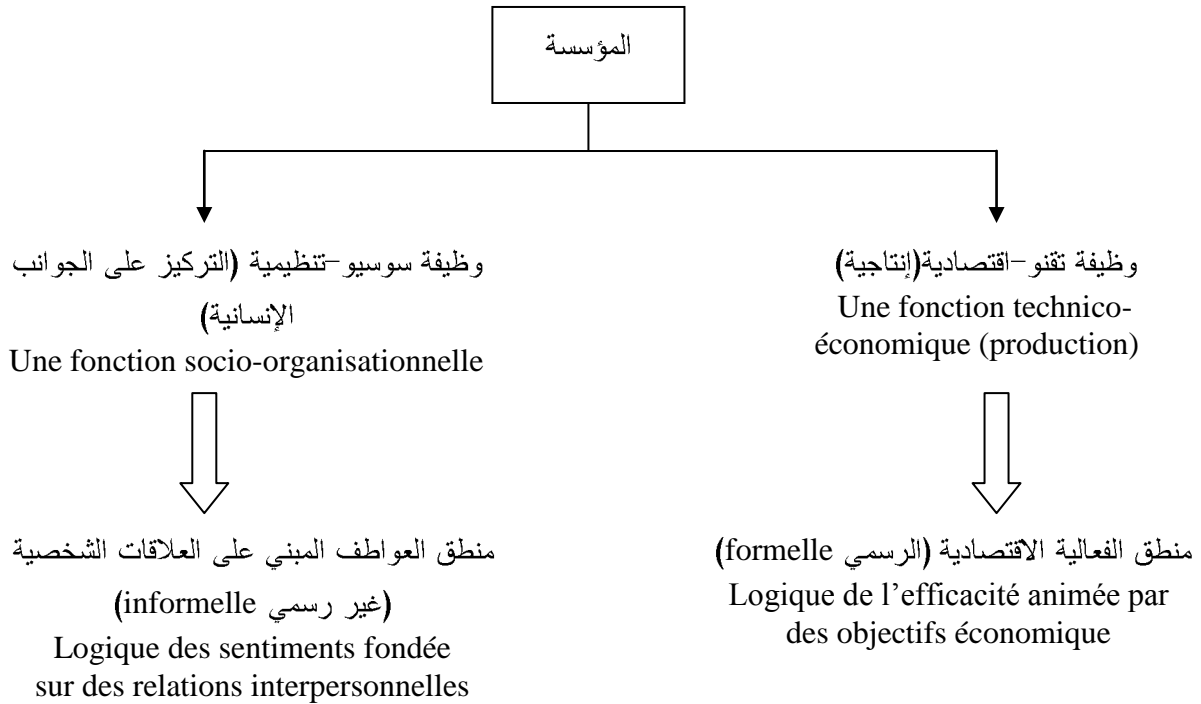 المؤسسة
وظيفة تقنو-اقتصادية(إنتاجية)
Une fonction technico-
économique (production)
وظيفة سوسيو-تنظيمية (التركيز على الجوانب
الإنسانية)
Une fonction socio-organisationnelle
منطق الفعالية الاقتصادية (الرسمي formelle)
Logique de l’efficacité animée par
des objectifs économique
منطق العواطف المبني على العلاقات الشخصية
(غير رسمي informelle)
Logique des sentiments fondée
sur des relations interpersonnelles